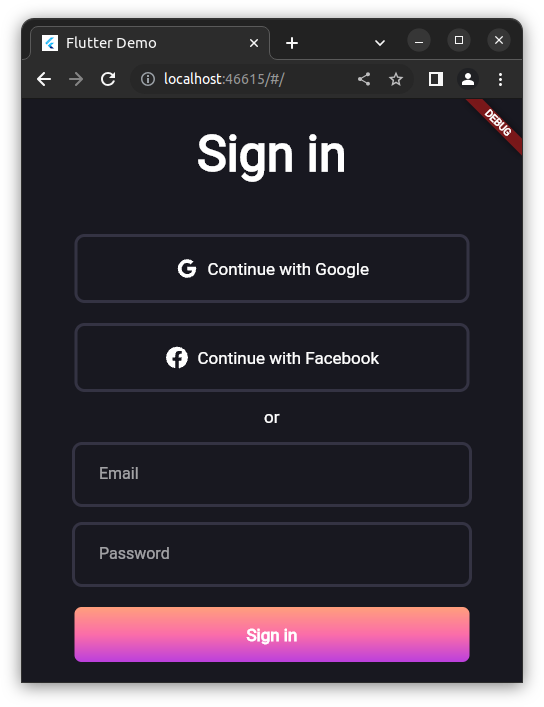 Flutter Demo
localhost:46615/#/
DEBUG
Sign in
Continue with Google
Continue with Facebook
or
Email
Password
Sign in